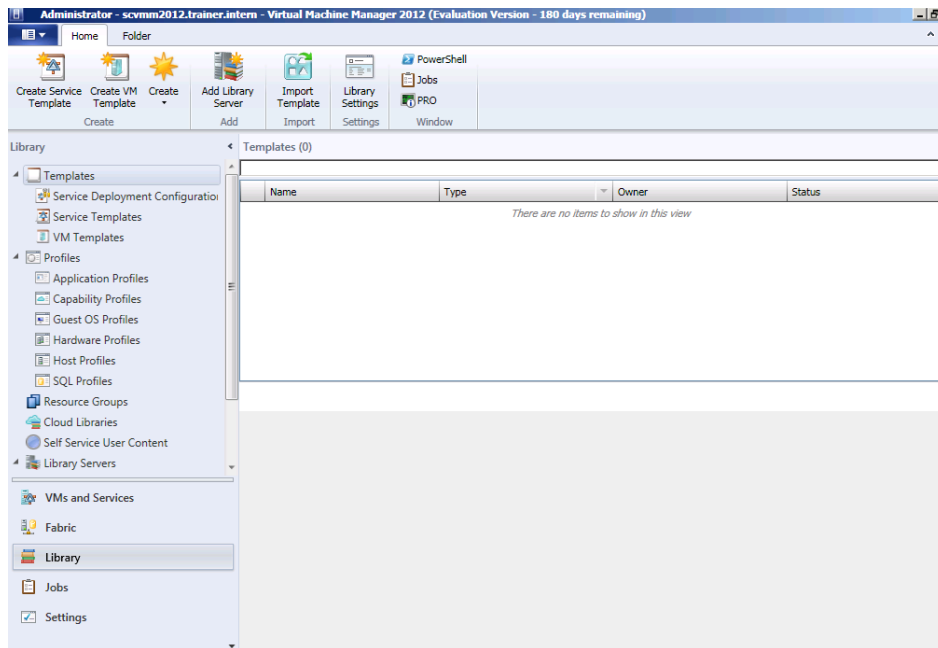 Administrator - scvmm2012.trainer.intern - Virtual Machine Manager 2012 (Evaluation Version - 180 days remaining)
Home Folder
Create Service Template
Create VM Template
Create
Add Library Server
Import Template
Library Settings
PowerShell
Jobs
PRO
Create Add Import Settings Window
Library
Templates (0)
Templates
Service Deployment Configuration
Service Templates
VM Templates
Profiles
Application Profiles
Capability Profiles
Guest OS Profiles
Hardware Profiles
Host Profiles
SQL Profiles
Resource Groups
Cloud Libraries
Self Service User Content
Library Servers
Name Type Owner Status
There are no items to show in this view
VMs and Services
Fabric
Library
Jobs
Settings